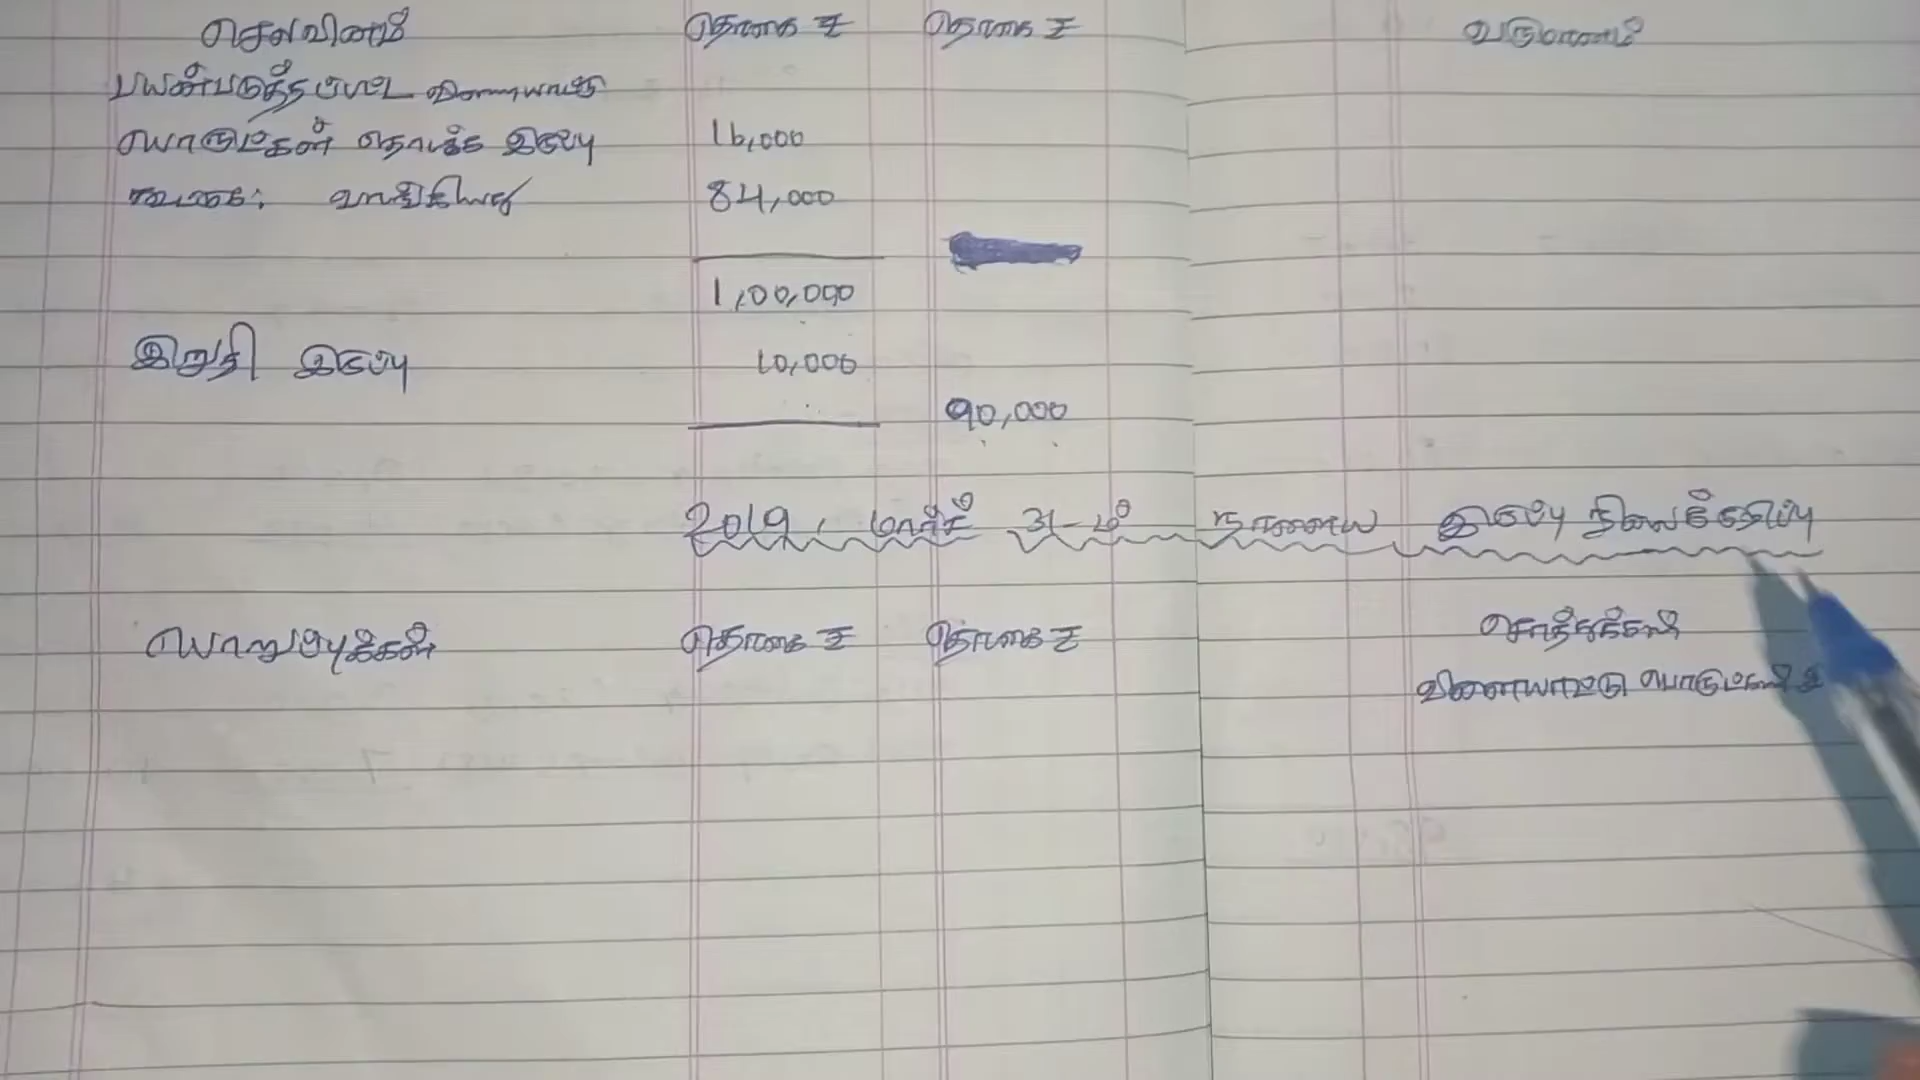 செலவினம் தொகை ₹ தொகை ₹ வருமானம்
பயன்படுத்தப்பட்ட விளையாட்டு
பொருட்கள் தொடக்க இருப்பு 16,000
கூட்டுக: வாங்கியது 84,000
1,00,000
இறுதி இருப்பு 10,000
90,000
2019, மார்ச் 31-ம் நாளைய இருப்பு நிலைக்குறிப்பு
பொறுப்புக்கள் தொகை ₹ தொகை ₹ சொத்துக்கள்
விளையாட்டு பொருட்களின்